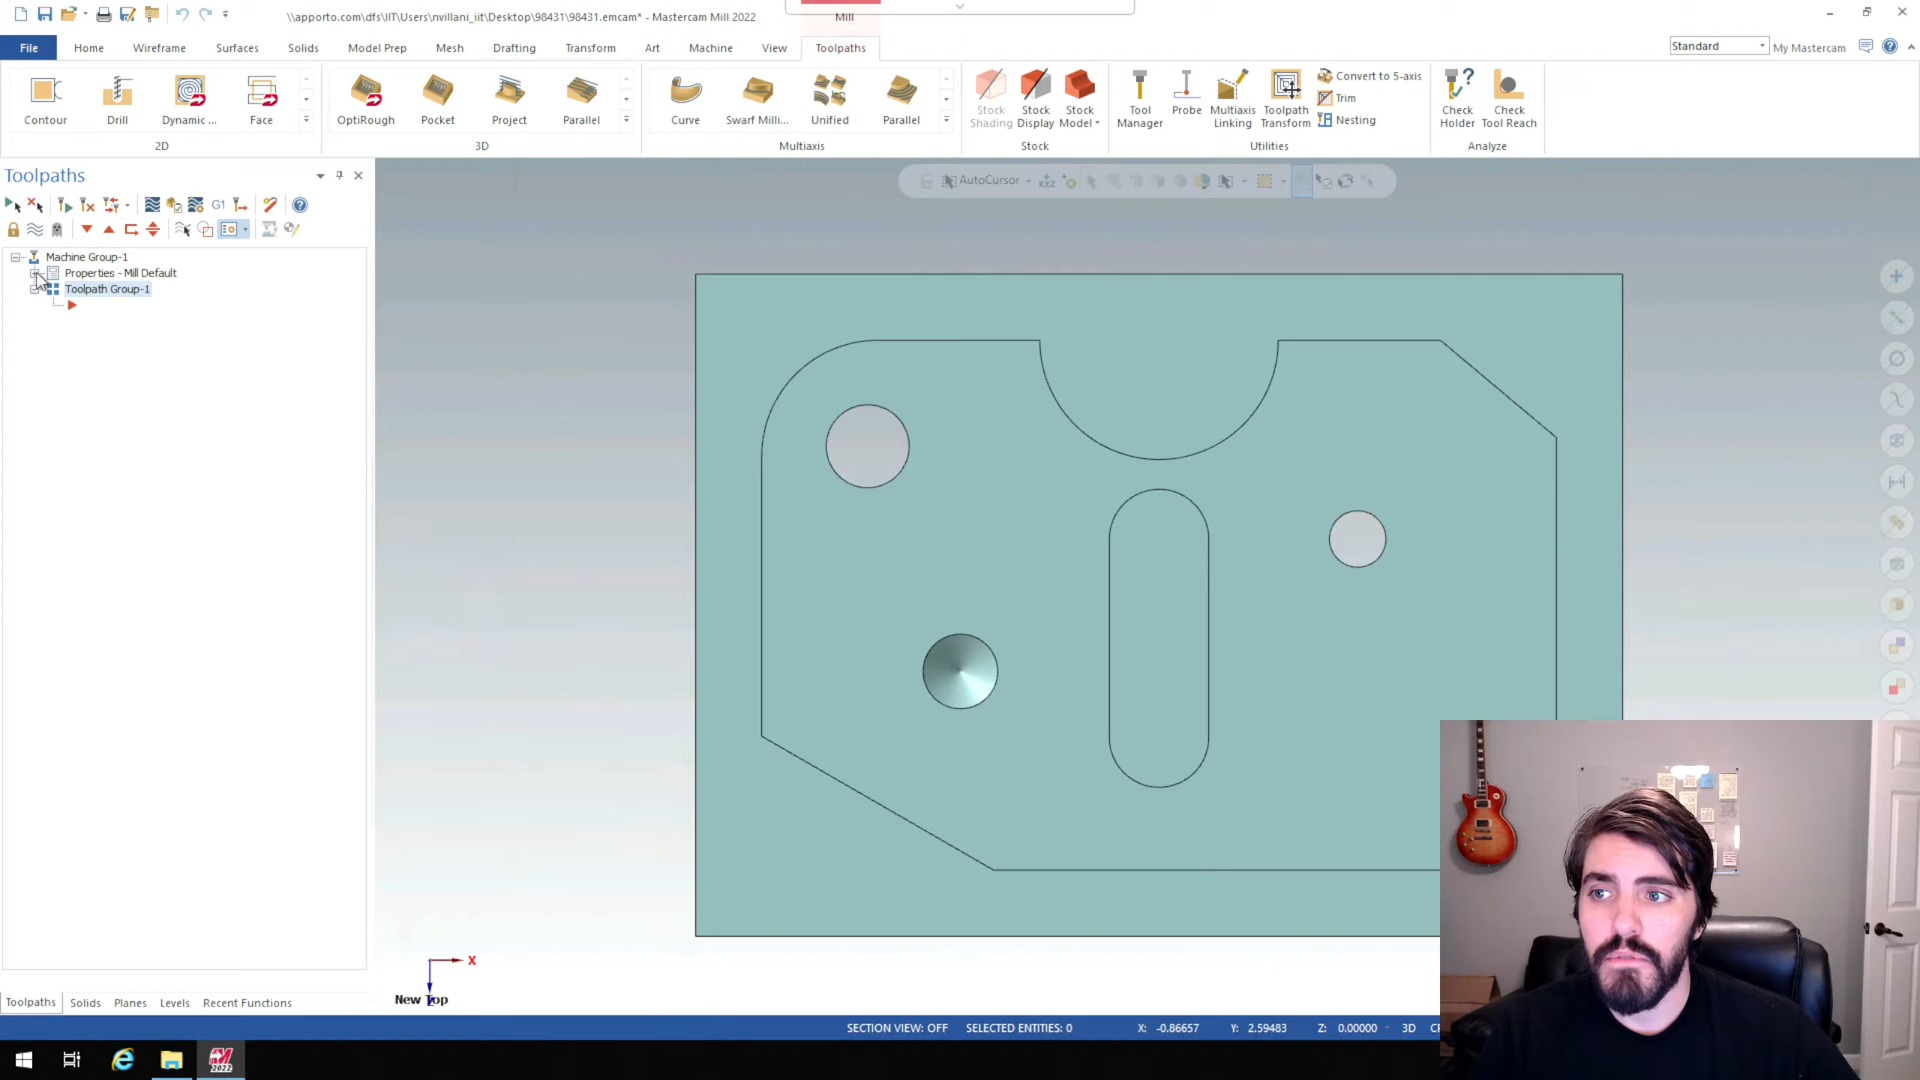 \\apporto.com\dfs\IIT\Users\nvillani_iit\Desktop\98431\98431.emcam* - Mastercam Mill 2022
Mill
File Home Wireframe Surfaces Solids Model Prep Mesh Drafting Transform Art Machine View Toolpaths
Standard My Mastercam
Contour Drill Dynamic ... Face
2D
OptiRough Pocket Project Parallel
3D
Curve Swarf Milli... Unified Parallel
Multiaxis
Stock Shading Stock Display Stock Model
Stock
Tool Manager Probe Multiaxis Linking Toolpath Transform
Convert to 5-axis
Trim
Nesting
Utilities
Check Holder Check Tool Reach
Analyze
Toolpaths
G1
AutoCursor
XYZ
Machine Group-1
Properties - Mill Default
Toolpath Group-1
X
New Top
Toolpaths Solids Planes Levels Recent Functions
SECTION VIEW: OFF SELECTED ENTITIES: 0 X: -0.86657 Y: 2.59483 Z: 0.00000 3D
2022